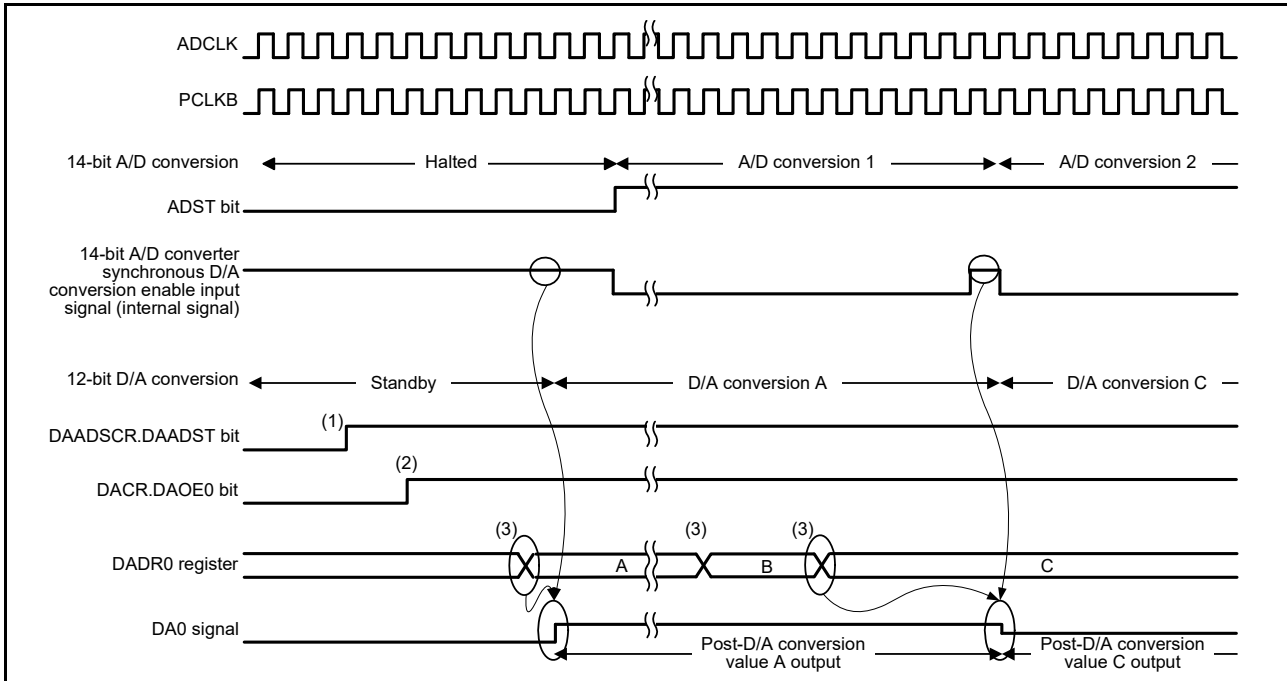 ADCLK
PCLKB
14-bit A/D conversion
Halted
A/D conversion 1
A/D conversion 2
ADST bit
14-bit A/D converter
synchronous D/A
conversion enable input
signal (internal signal)
12-bit D/A conversion
Standby
D/A conversion A
D/A conversion C
(1)
DAADSCR.DAADST bit
(2)
DACR.DAOE0 bit
(3)
(3)
(3)
DADR0 register
A
B
C
DA0 signal
Post-D/A conversion
value A output
Post-D/A conversion
value C output